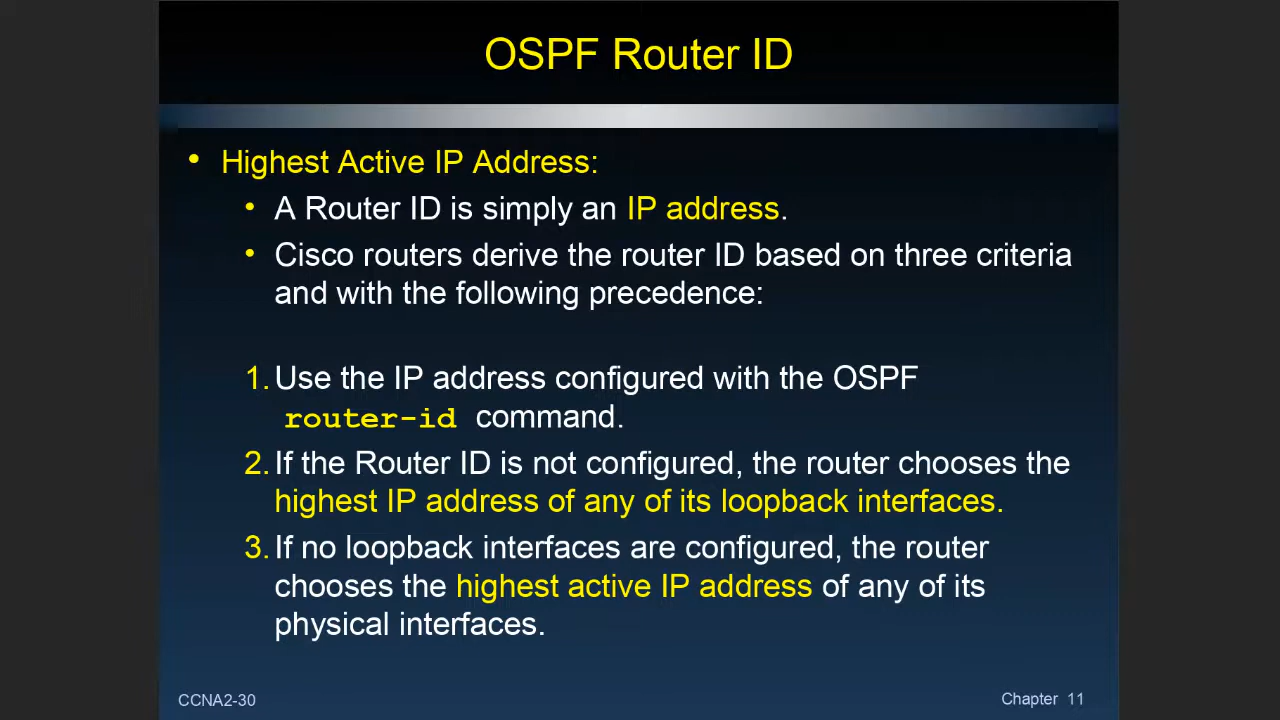 OSPF Router ID
• Highest Active IP Address:
• A Router ID is simply an IP address.
• Cisco routers derive the router ID based on three criteria
and with the following precedence:
1. Use the IP address configured with the OSPF
router-id command.
2. If the Router ID is not configured, the router chooses the
highest IP address of any of its loopback interfaces.
3. If no loopback interfaces are configured, the router
chooses the highest active IP address of any of its
physical interfaces.
CCNA2-30
Chapter 11